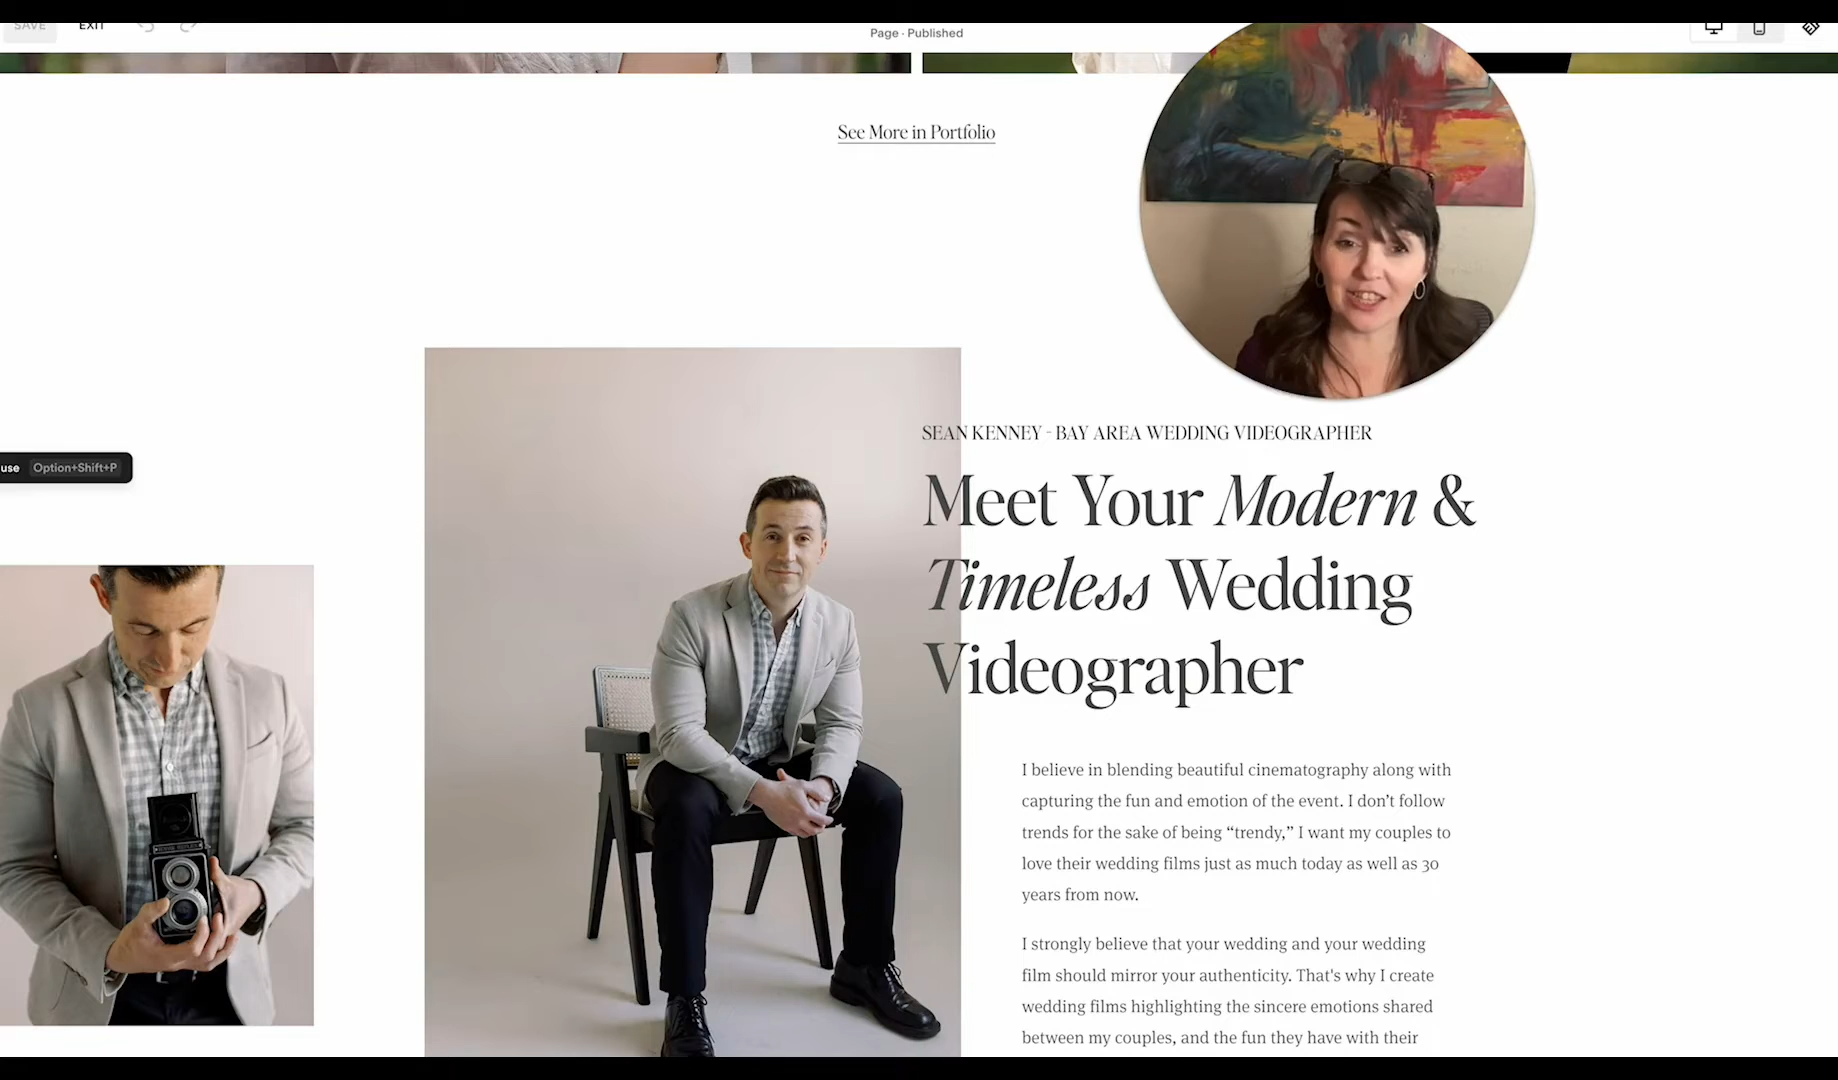 SAVE
EXIT
Page · Published
See More in Portfolio
use Option+Shift+P
SEAN KENNEY - BAY AREA WEDDING VIDEOGRAPHER
Meet Your Modern &
Timeless Wedding
Videographer
I believe in blending beautiful cinematography along with
capturing the fun and emotion of the event. I don’t follow
trends for the sake of being “trendy,” I want my couples to
love their wedding films just as much today as well as 30
years from now.
I strongly believe that your wedding and your wedding
film should mirror your authenticity. That's why I create
wedding films highlighting the sincere emotions shared
between my couples, and the fun they have with their